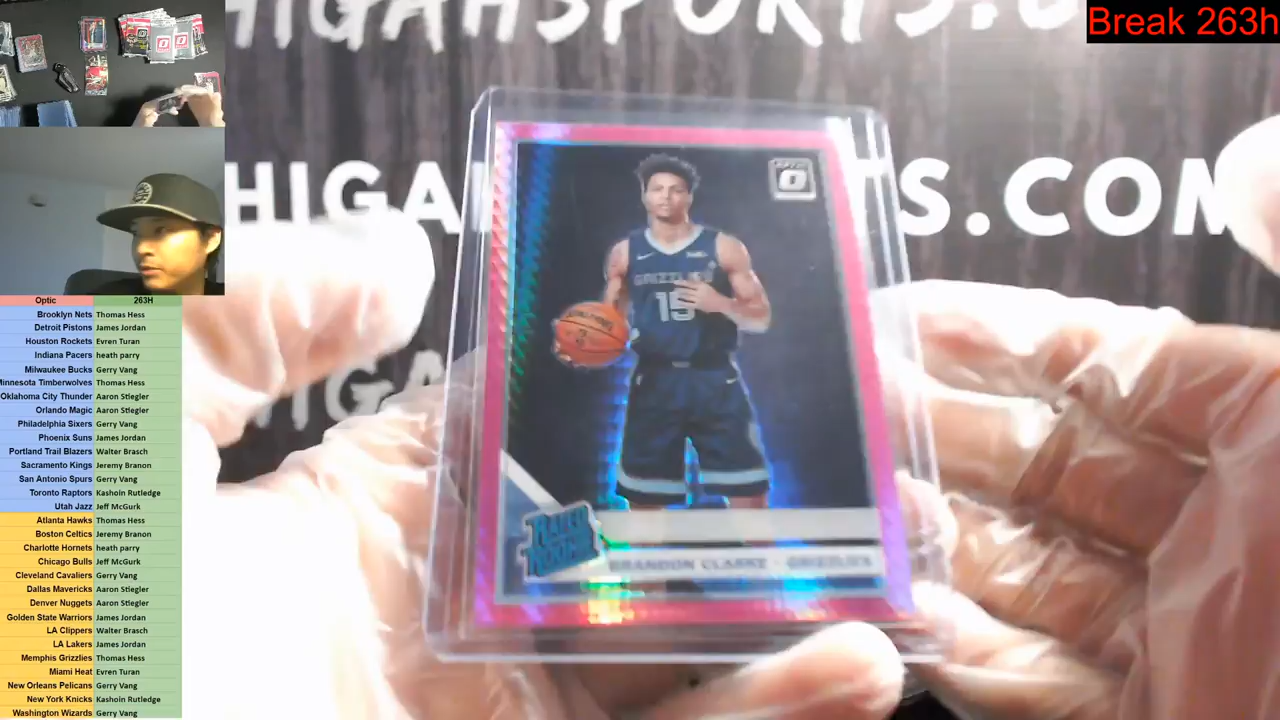 Break 263h
HIGAHSPORTS.
HIGA TS.COM
HIGA
OPTIC
GRIZZLIES
15
SPALDING
RATED
ROOKIE
BRANDON CLARKE - GRIZZLIES
Optic 263H
Brooklyn Nets Thomas Hess
Detroit Pistons James Jordan
Houston Rockets Evren Turan
Indiana Pacers heath parry
Milwaukee Bucks Gerry Vang
Minnesota Timberwolves Thomas Hess
Oklahoma City Thunder Aaron Stiegler
Orlando Magic Aaron Stiegler
Philadelphia Sixers Gerry Vang
Phoenix Suns James Jordan
Portland Trail Blazers Walter Brasch
Sacramento Kings Jeremy Branon
San Antonio Spurs Gerry Vang
Toronto Raptors Kashoin Rutledge
Utah Jazz Jeff McGurk
Atlanta Hawks Thomas Hess
Boston Celtics Jeremy Branon
Charlotte Hornets heath parry
Chicago Bulls Jeff McGurk
Cleveland Cavaliers Gerry Vang
Dallas Mavericks Aaron Stiegler
Denver Nuggets Aaron Stiegler
Golden State Warriors James Jordan
LA Clippers Walter Brasch
LA Lakers James Jordan
Memphis Grizzlies Thomas Hess
Miami Heat Evren Turan
New Orleans Pelicans Gerry Vang
New York Knicks Kashoin Rutledge
Washington Wizards Gerry Vang